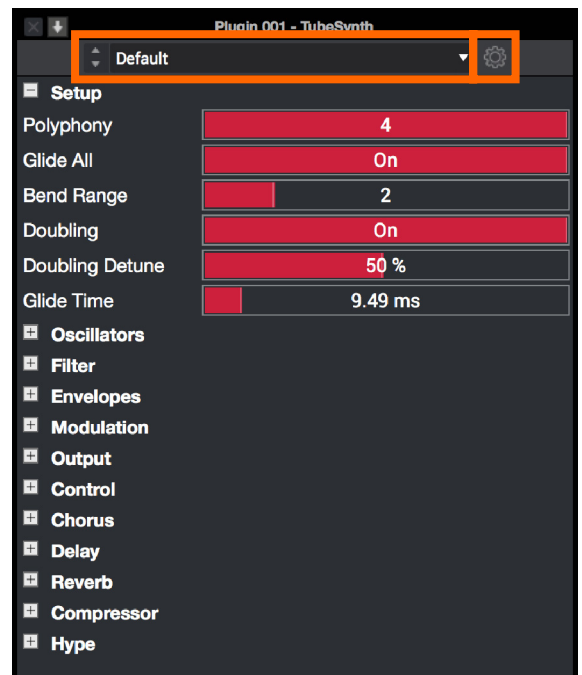 Plugin 001 - TubeSynth
Default
Setup
Polyphony 4
Glide All On
Bend Range 2
Doubling On
Doubling Detune 50 %
Glide Time 9.49 ms
Oscillators
Filter
Envelopes
Modulation
Output
Control
Chorus
Delay
Reverb
Compressor
Hype